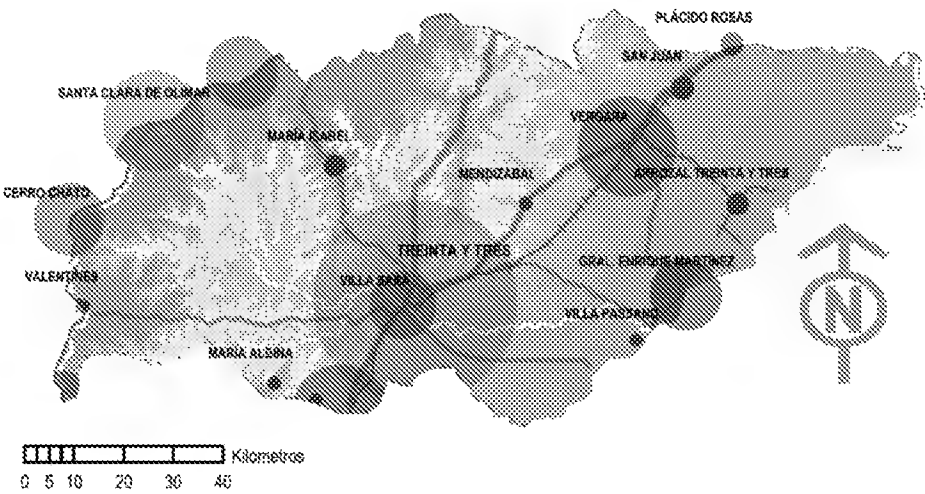 PLÁCIDO ROSAS
SAN JUAN
SANTA CLARA DE OLIMAR
VERGARA
MARÍA ISABEL
MENDIZABAL
ARROZAL TREINTA Y TRES
CERRO CHATO
TREINTA Y TRES
GRAL. ENRIQUE MARTINEZ
VALENTINES
VILLA SARA
VILLA PASSANO
MARÍA ALBINA
N
Kilometros
0 5 10 20 30 40